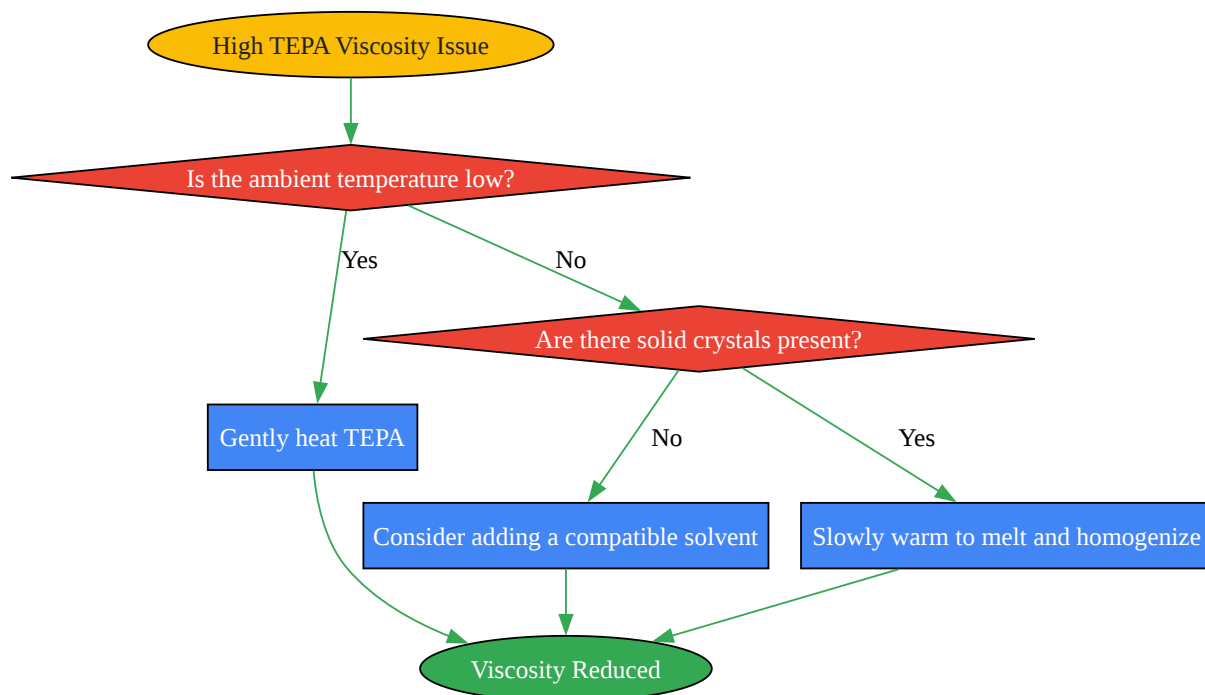 High TEPA Viscosity Issue
Is the ambient temperature low?
Yes
No
Are there solid crystals present?
Gently heat TEPA
No
Yes
Consider adding a compatible solvent
Slowly warm to melt and homogenize
Viscosity Reduced